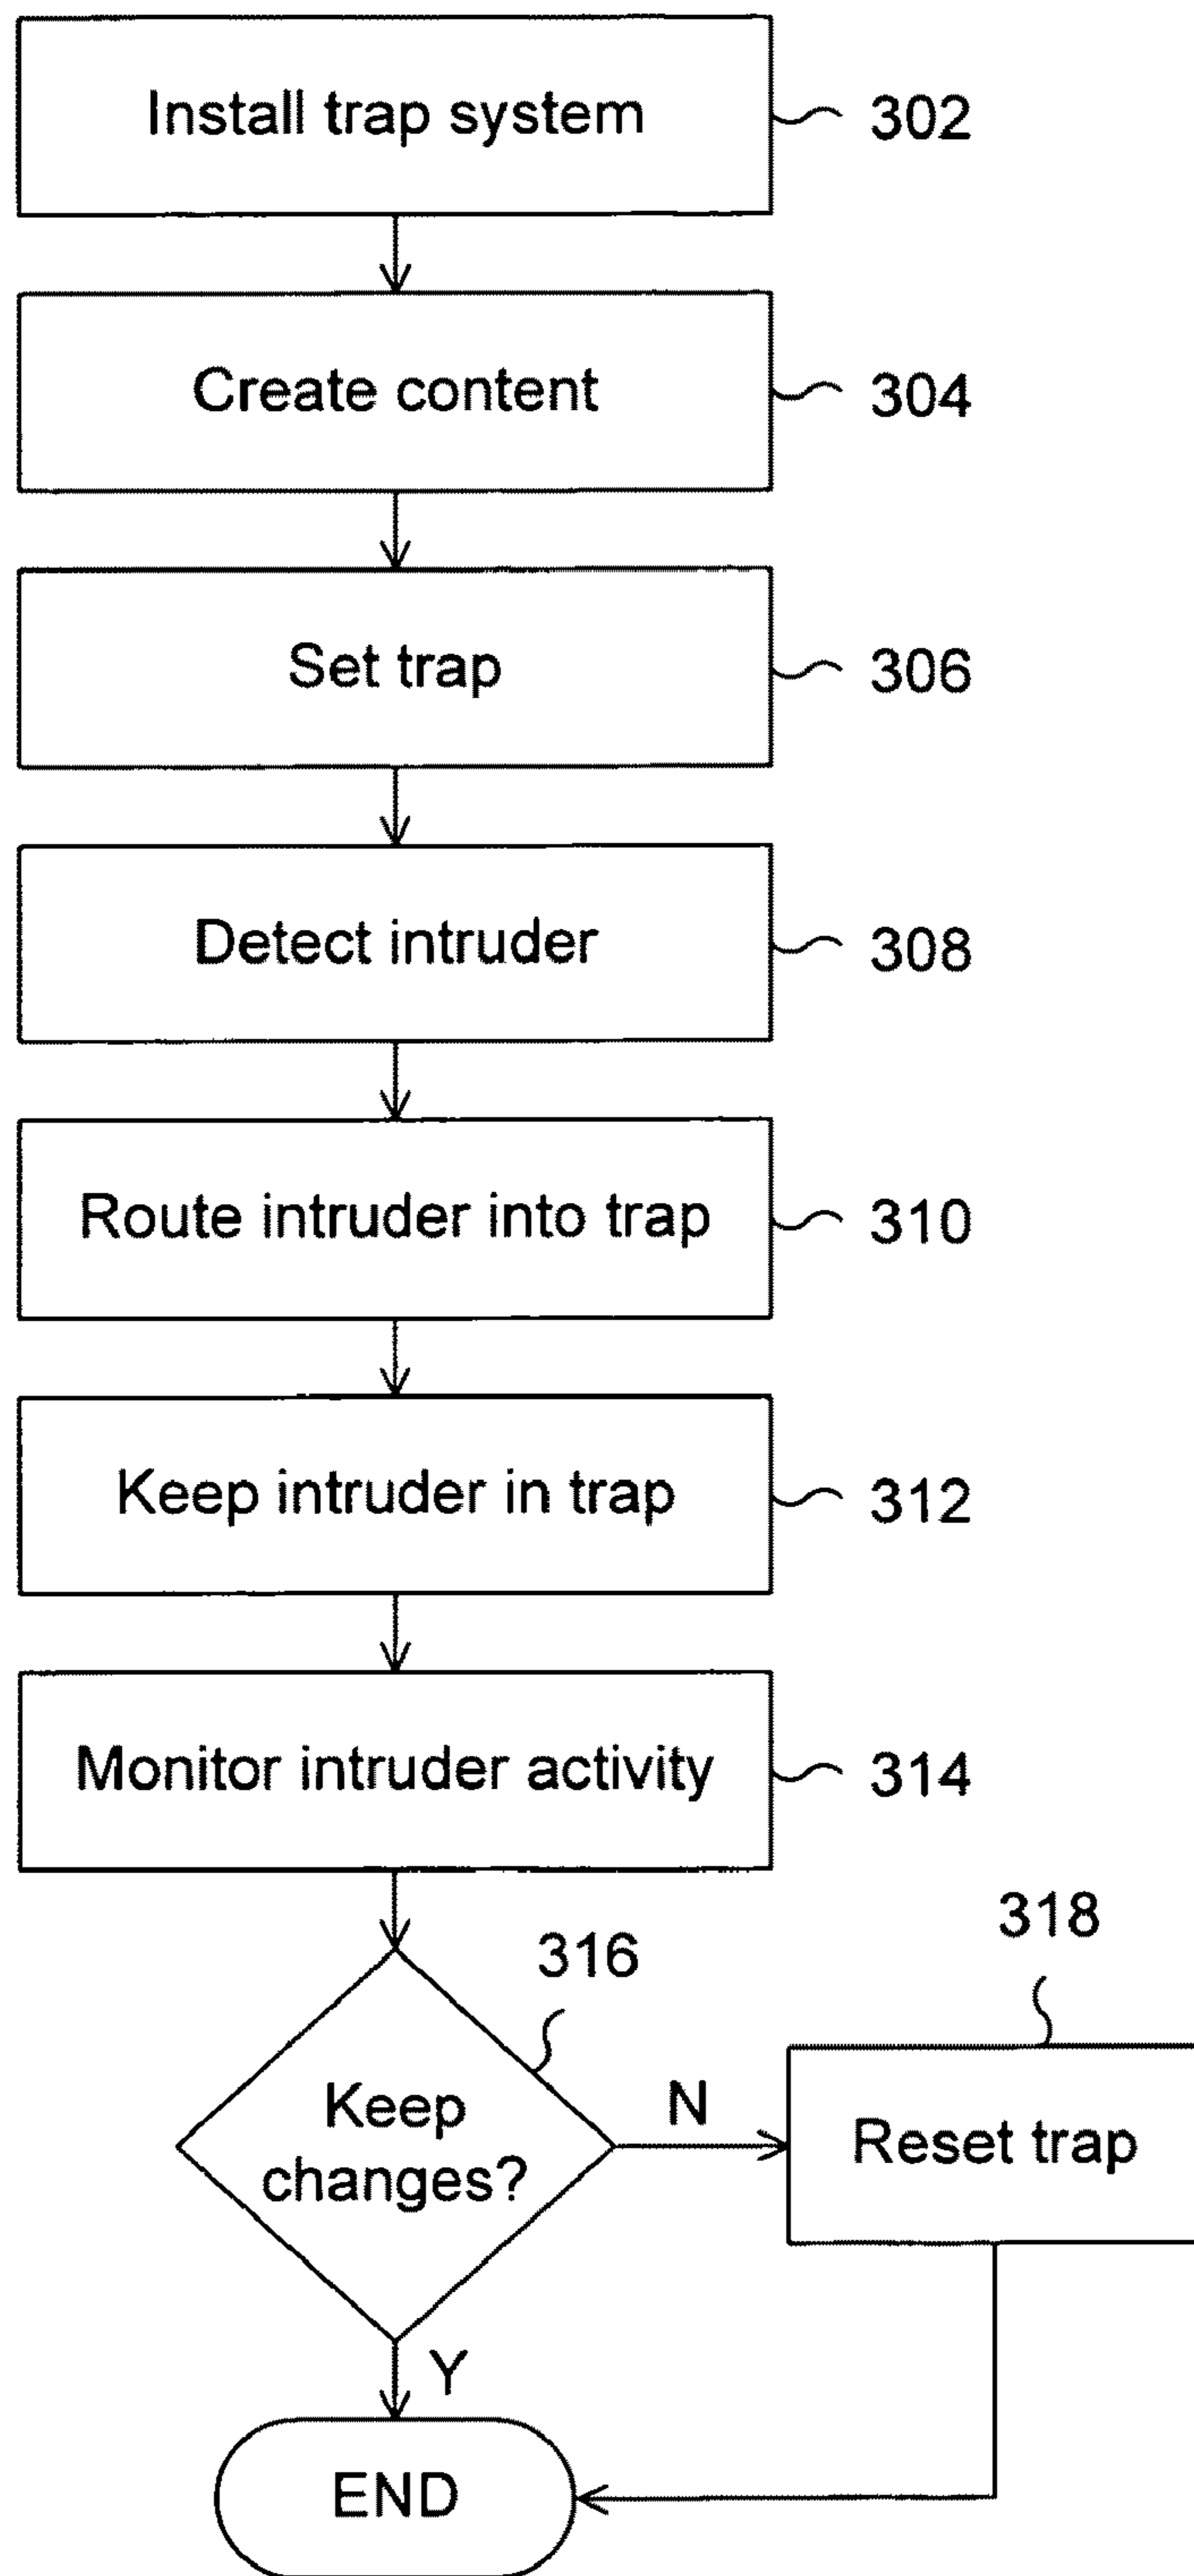 Install trap system
302
Create content
304
Set trap
306
Detect intruder
308
Route intruder into trap
310
Keep intruder in trap
312
Monitor intruder activity
314
316
318
Keep
changes?
N
Reset trap
Y
END